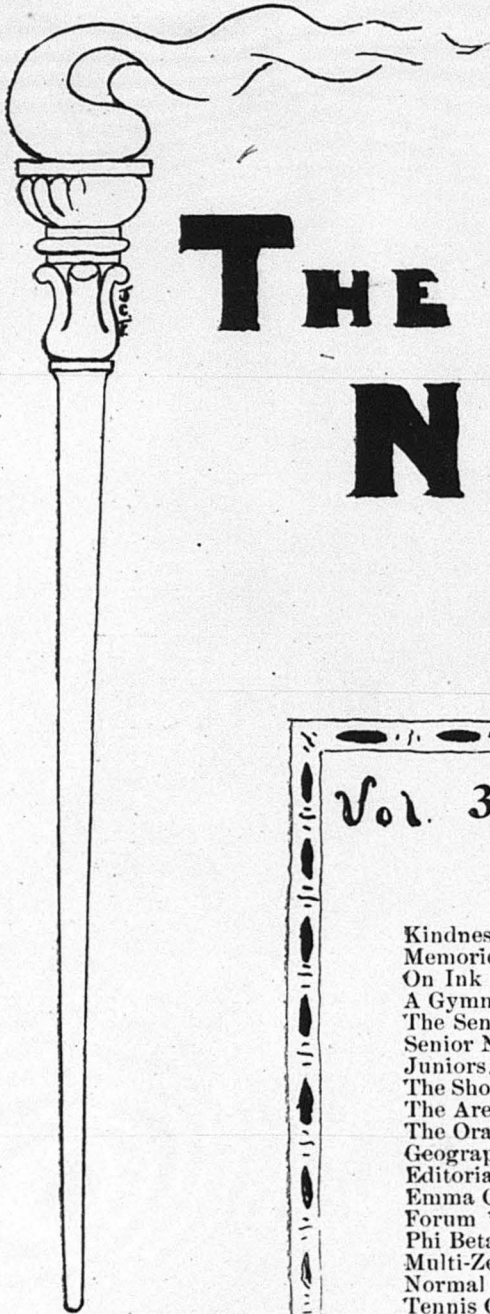 THE
N
Vol. 3
Kindnes
Memorie
On Ink
A Gymn
The Sen
Senior N
Juniors,
The Sho
The Are
The Ora
Geograp
Editoria
Emma C
Forum
Phi Beta
Multi-Ze
Normal
Tennis C